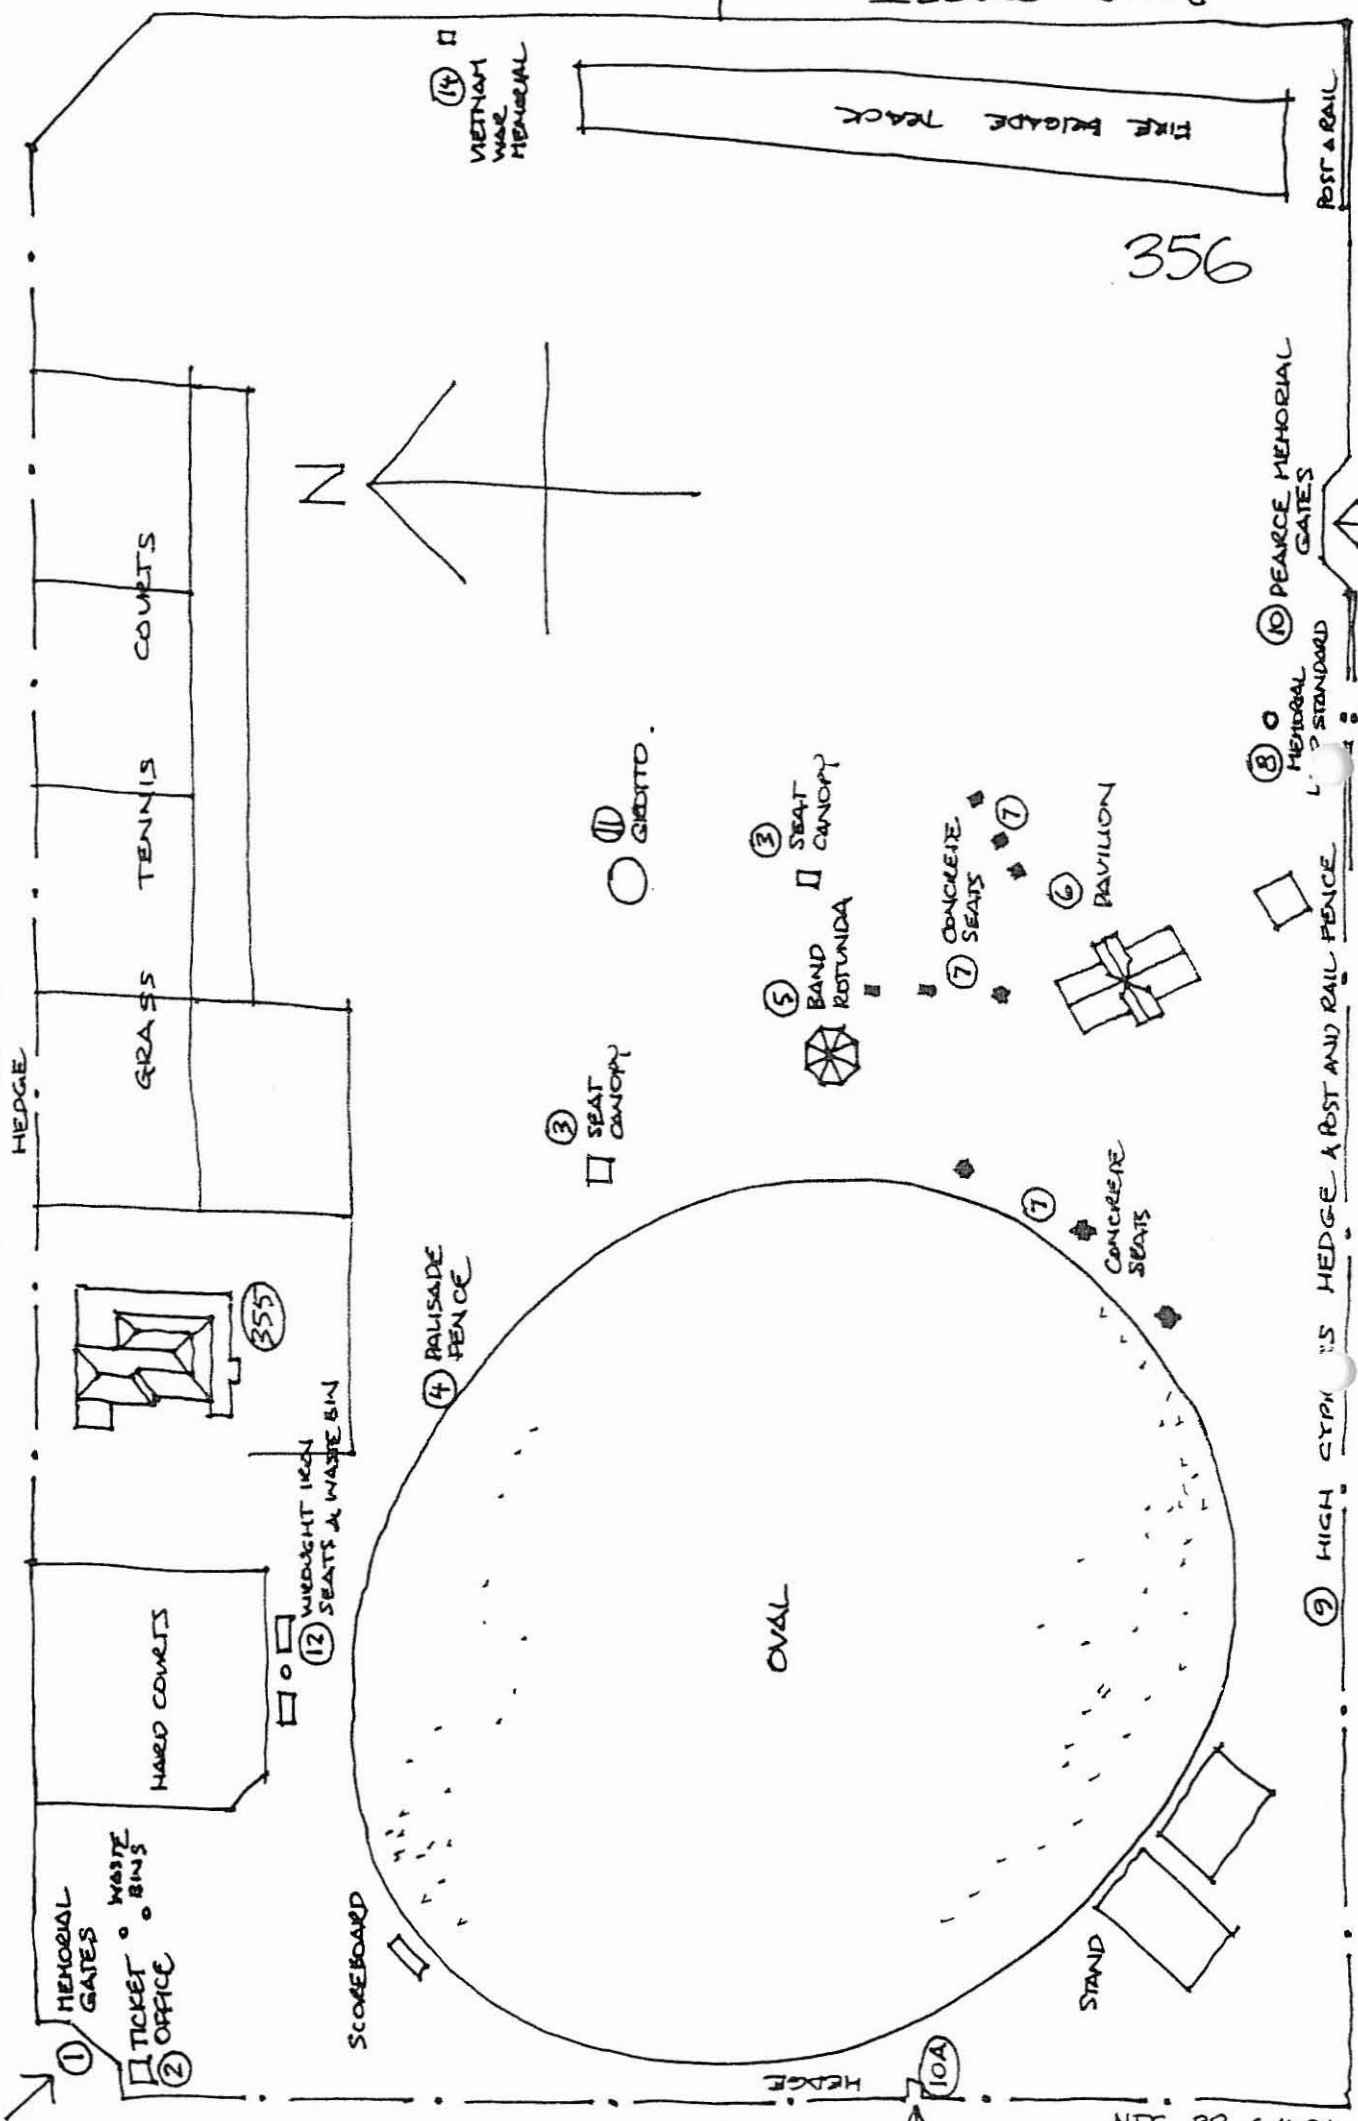 HEDGE
① MEMORIAL
GATES
② TICKET
OFFICE
WASTE
BINS
HARD COURTS
355
GRASS TENNIS COURTS
⑫ WROUGHT IRON
SEATS & WASTE BIN
N
⑭
VIETNAM
WAR
MEMORIAL
SCOREBOARD
④ PALISADE
FENCE
③
SEAT
CANOPY
⑪
GROTTO.
③
SEAT
CANOPY
⑤
BAND
ROTUNDA
OVAL
FIRE BRIGADE TRACK
⑦ CONCRETE
SEATS
⑦
⑥
PAVILION
⑦
CONCRETE
SEATS
356
HEDGE
10A
STAND
⑧
MEMORIAL
STANDARD
⑩ PEARCE MEMORIAL
GATES
POST & RAIL
⑨ HIGH HEDGE & POST AND RAIL FENCE